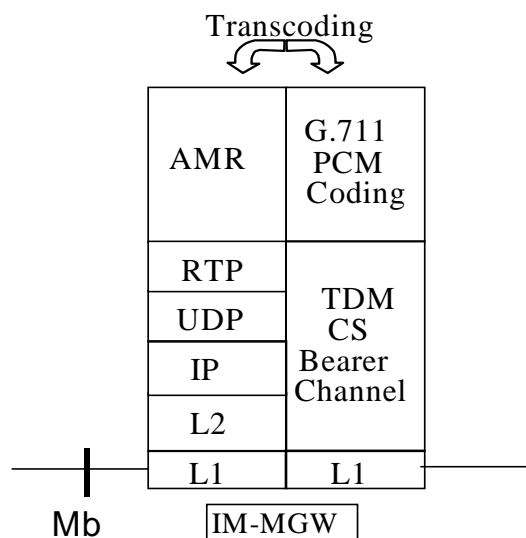 Transcoding
AMR
G.711
PCM
Coding
RTP
UDP
IP
L2
TDM
CS
Bearer
Channel
L1
L1
Mb
IM-MGW